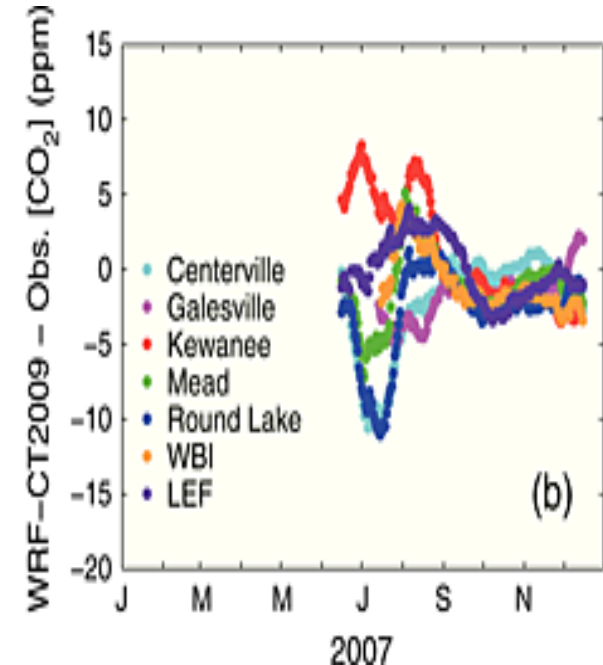 WRF-CT2009 - Obs. [CO2] (ppm)
15
10
5
0
-5
-10
-15
-20
Centerville
Galesville
Kewanee
Mead
Round Lake
WBI
LEF
(b)
J M M J S N
2007